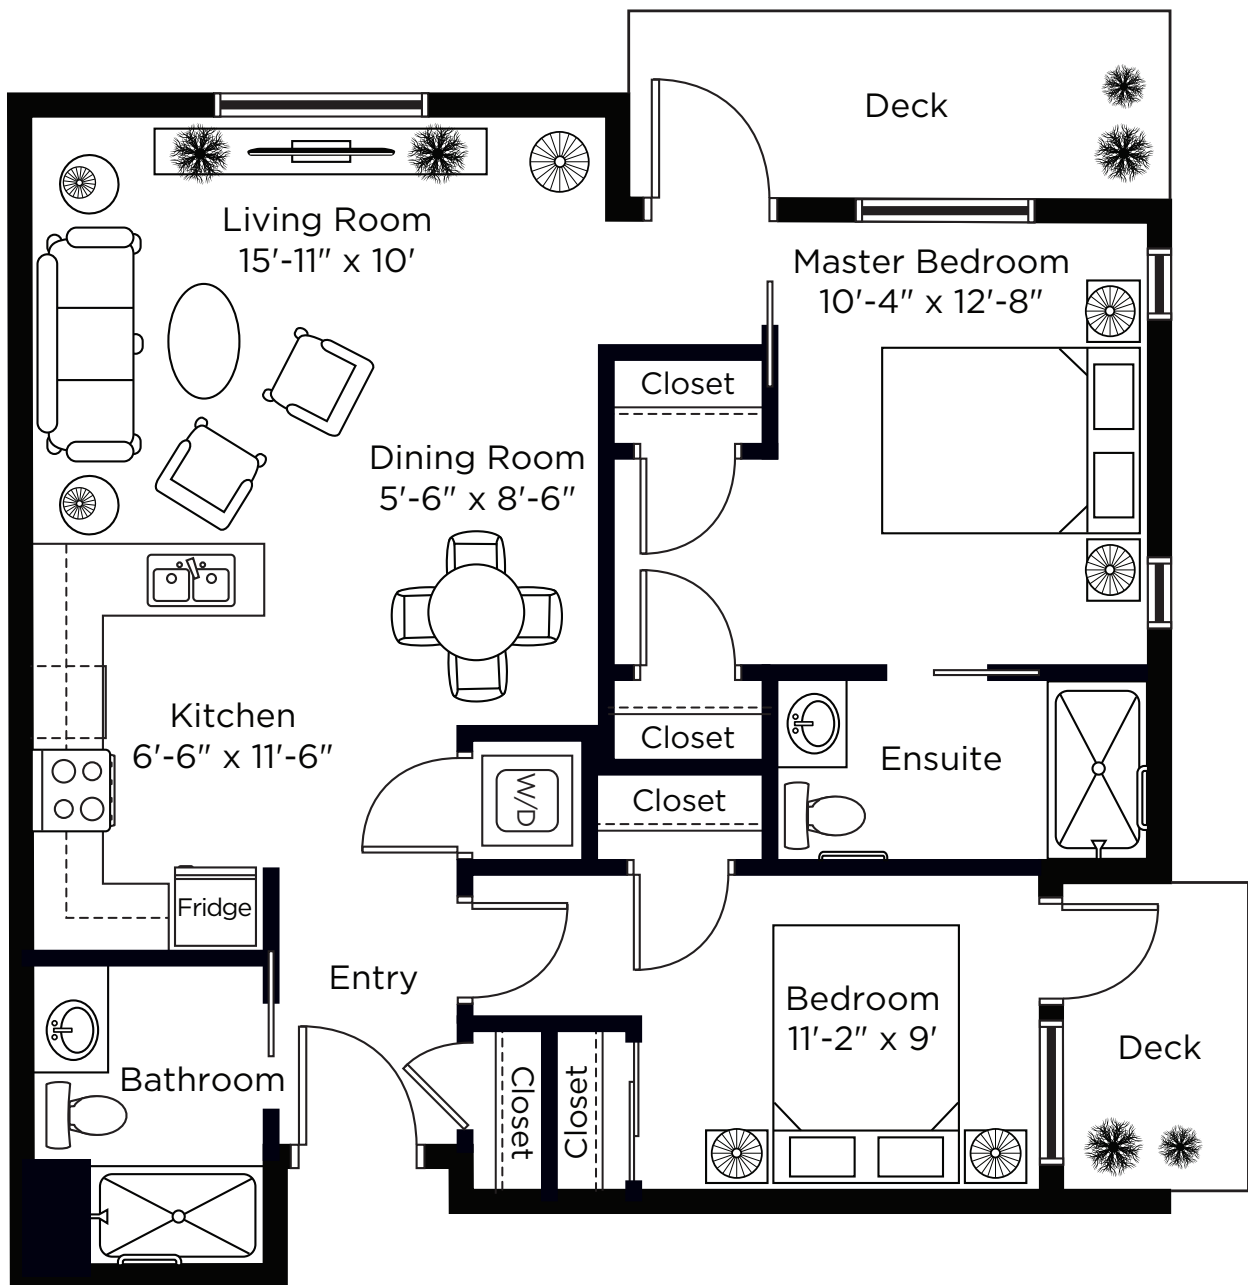 Deck
Living Room
15'-11" x 10'
Master Bedroom
10'-4" x 12'-8"
Closet
Dining Room
5'-6" x 8'-6"
Kitchen
6'-6" x 11'-6"
W/D
Closet
Closet
Ensuite
Fridge
Entry
Bedroom
11'-2" x 9'
Deck
Bathroom
Closet
Closet